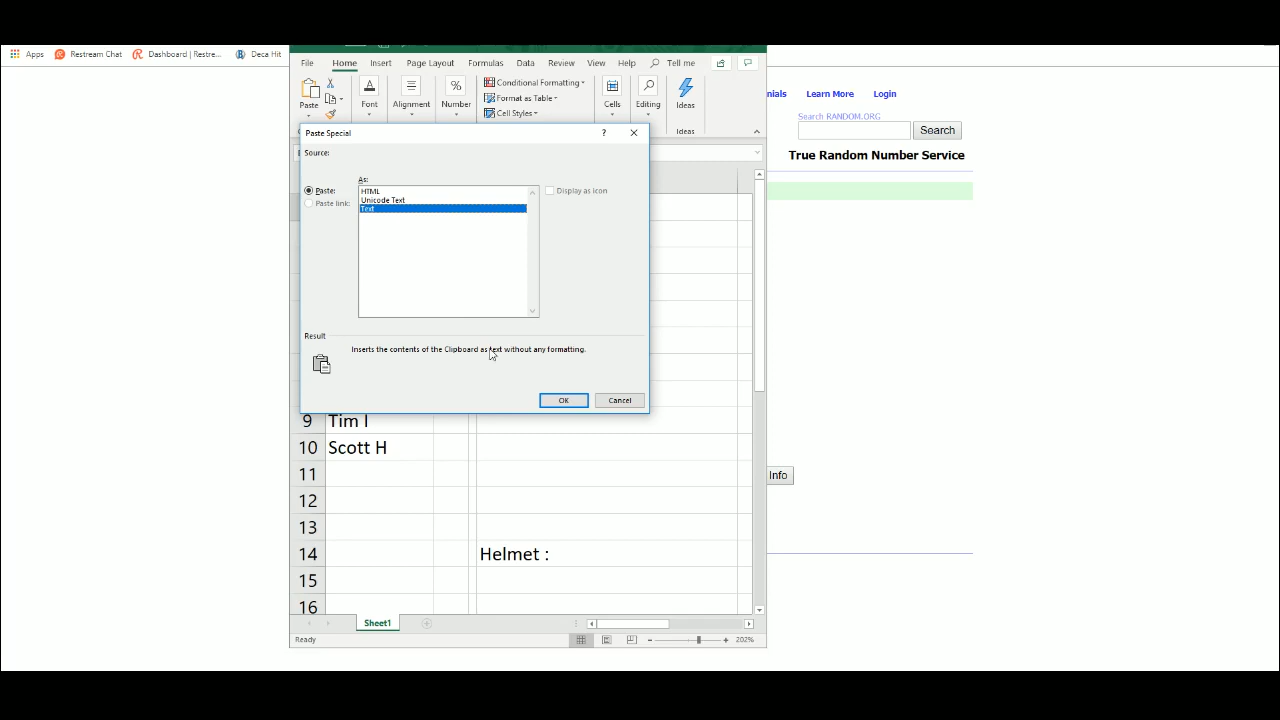 Apps Restream Chat Dashboard | Restre... Deca Hit
File Home Insert Page Layout Formulas Data Review View Help Tell me
nials Learn More Login
Paste Font Alignment Number Conditional Formatting Cells Editing Ideas
Format as Table
Cell Styles
Ideas
Search RANDOM.ORG
Search
True Random Number Service
Paste Special ? ×
Source:
As:
Paste:
Paste link:
HTML
Unicode Text
Text
Display as icon
Result
Inserts the contents of the Clipboard as text without any formatting.
OK Cancel
9 Tim I
10 Scott H
11
12
13
14 Helmet :
15
16
Info
Sheet1
Ready 202%